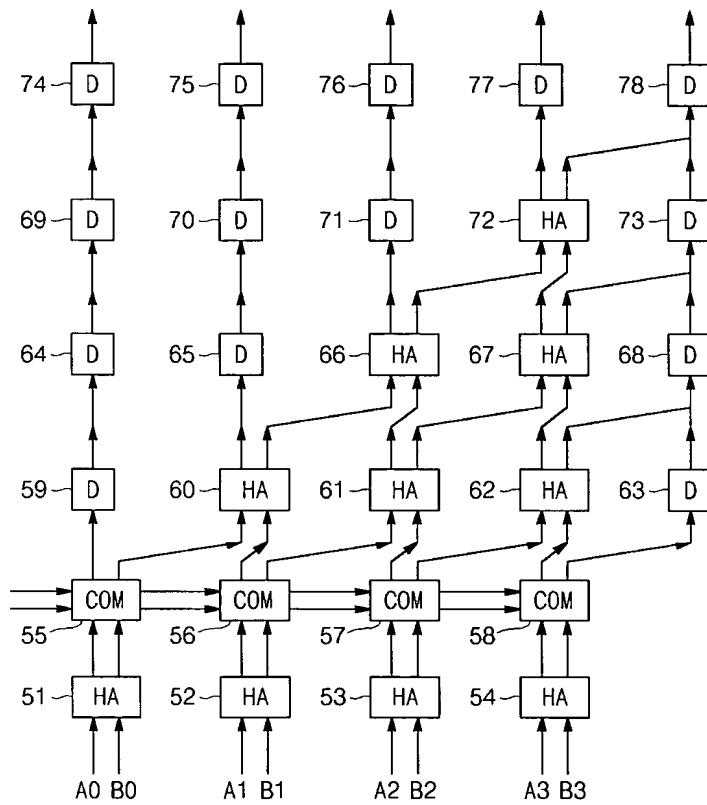 74 D 75 D 76 D 77 D 78 D
69 D 70 D 71 D 72 HA 73 D
64 D 65 D 66 HA 67 HA 68 D
59 D 60 HA 61 HA 62 HA 63 D
COM COM COM COM
55 56 57 58
51 HA 52 HA 53 HA 54 HA
A0 B0 A1 B1 A2 B2 A3 B3